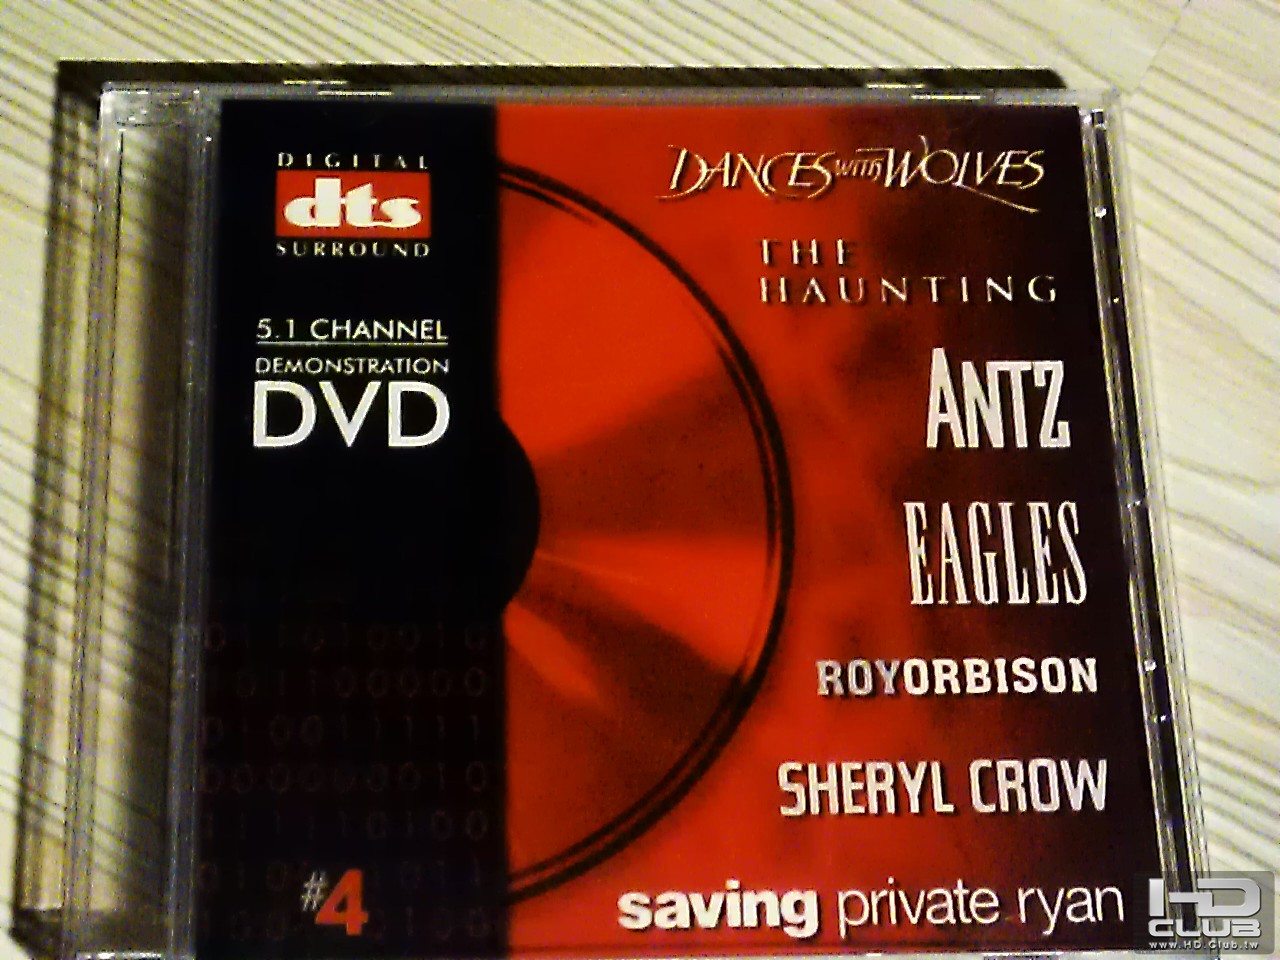 DIGITAL
dts
SURROUND
5.1 CHANNEL
DEMONSTRATION
DVD
#4
DANCES with WOLVES
THE
HAUNTING
ANTZ
EAGLES
ROYORBISON
SHERYL CROW
saving private ryan
HD
CLUB
www.HD.Club.tw